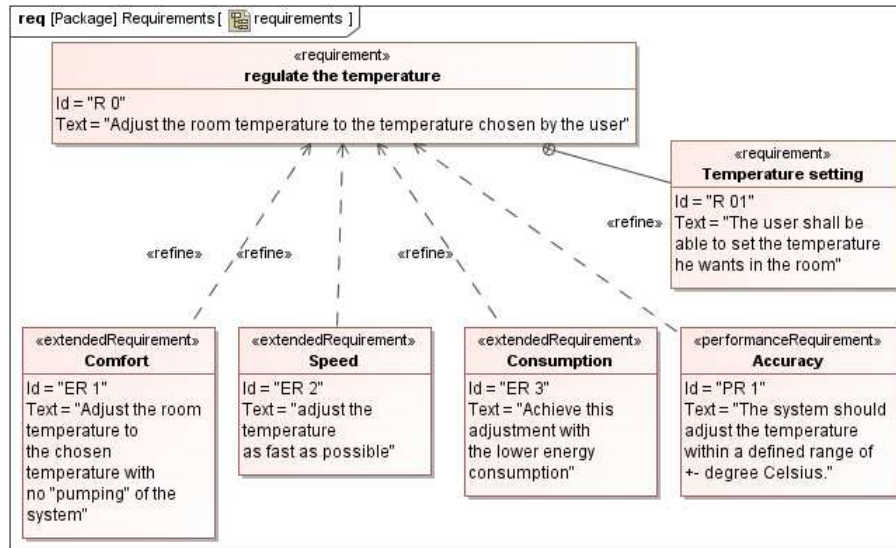 req [Package] Requirements [ requirements ]
«requirement»
regulate the temperature
Id = "R 0"
Text = "Adjust the room temperature to the temperature chosen by the user"
«requirement»
Temperature setting
Id = "R 01"
Text = "The user shall be
able to set the temperature
he wants in the room"
«refine»
«refine»
«refine»
«refine»
«extendedRequirement»
Comfort
Id = "ER 1"
Text = "Adjust the room
temperature to
the chosen
temperature with
no "pumping" of the
system"
«extendedRequirement»
Speed
Id = "ER 2"
Text = "adjust the
temperature
as fast as possible"
«extendedRequirement»
Consumption
Id = "ER 3"
Text = "Achieve this
adjustment with
the lower energy
consumption"
«performanceRequirement»
Accuracy
Id = "PR 1"
Text = "The system should
adjust the temperature
within a defined range of
+- degree Celsius."